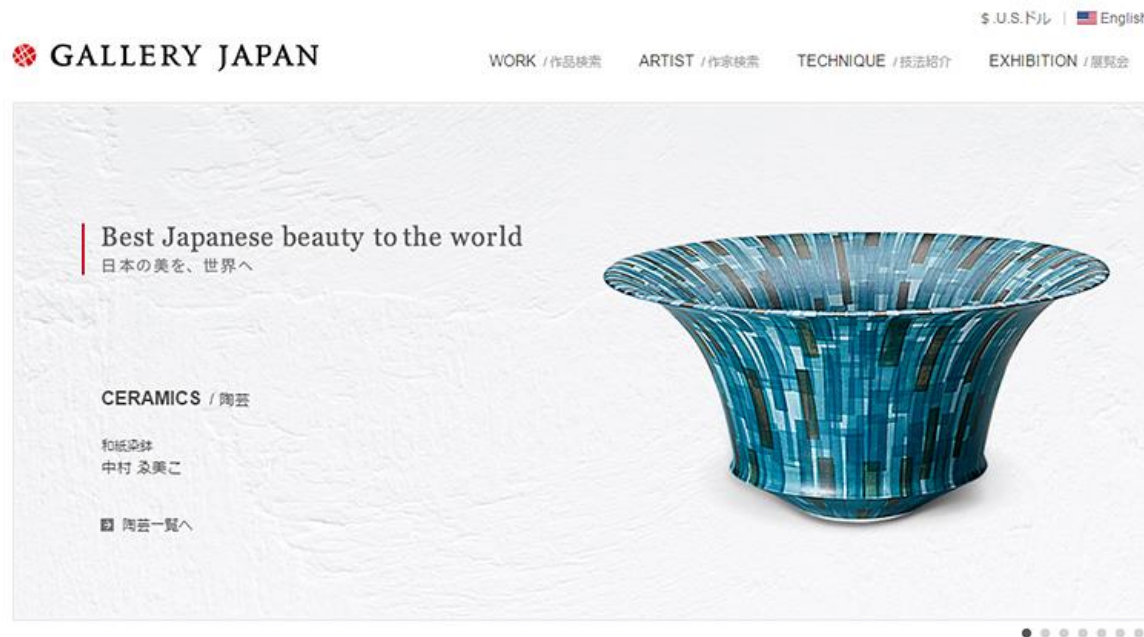 $ .U.S.ドル | English
GALLERY JAPAN
WORK / 作品検索 ARTIST / 作家検索 TECHNIQUE / 技法紹介 EXHIBITION / 展覧会
Best Japanese beauty to the world
日本の美を、世界へ
CERAMICS / 陶芸
和紙染鉢
中村 ゑ美こ
陶芸一覧へ